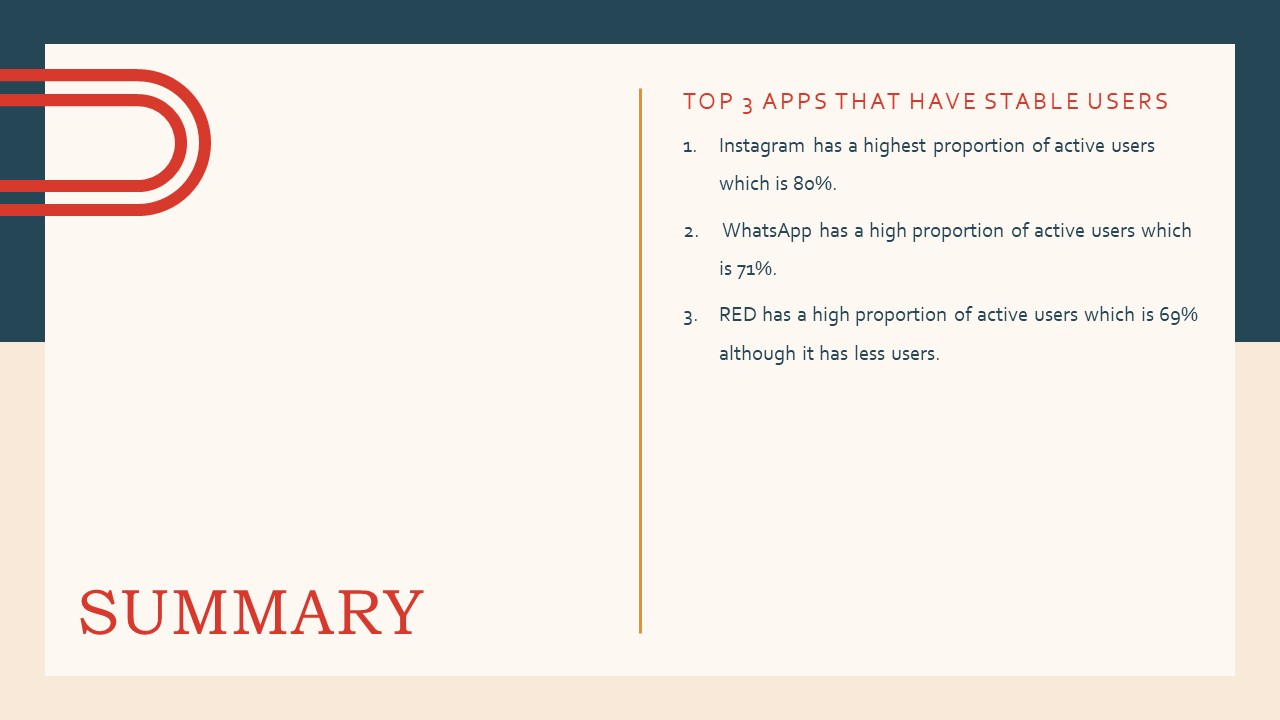 TOP 3 APPS THAT HAVE STABLE USERS
1. Instagram has a highest proportion of active users
which is 80%.
2. WhatsApp has a high proportion of active users which
is 71%.
3. RED has a high proportion of active users which is 69%
although it has less users.
SUMMARY